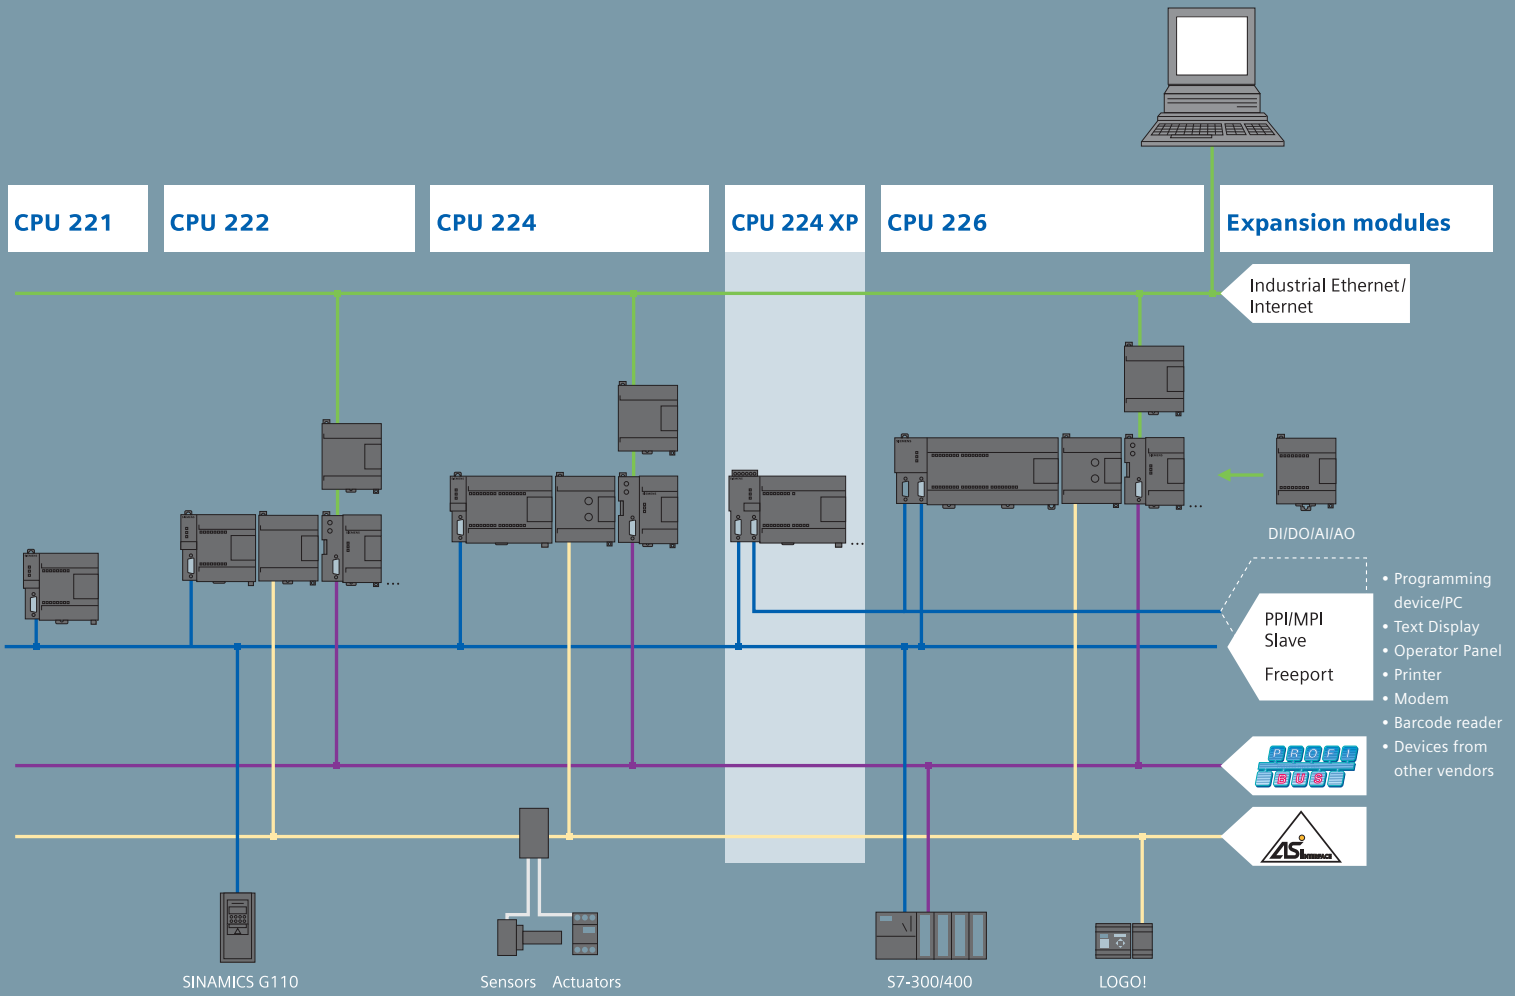 CPU 221
CPU 222
CPU 224
CPU 224 XP
CPU 226
Expansion modules
Industrial Ethernet/
Internet
DI/DO/AI/AO
PPI/MPI
Slave
Freeport
• Programming
device/PC
• Text Display
• Operator Panel
• Printer
• Modem
• Barcode reader
• Devices from
other vendors
PROFI
BUS
ASi
INTERFACE
SINAMICS G110
Sensors
Actuators
S7-300/400
LOGO!